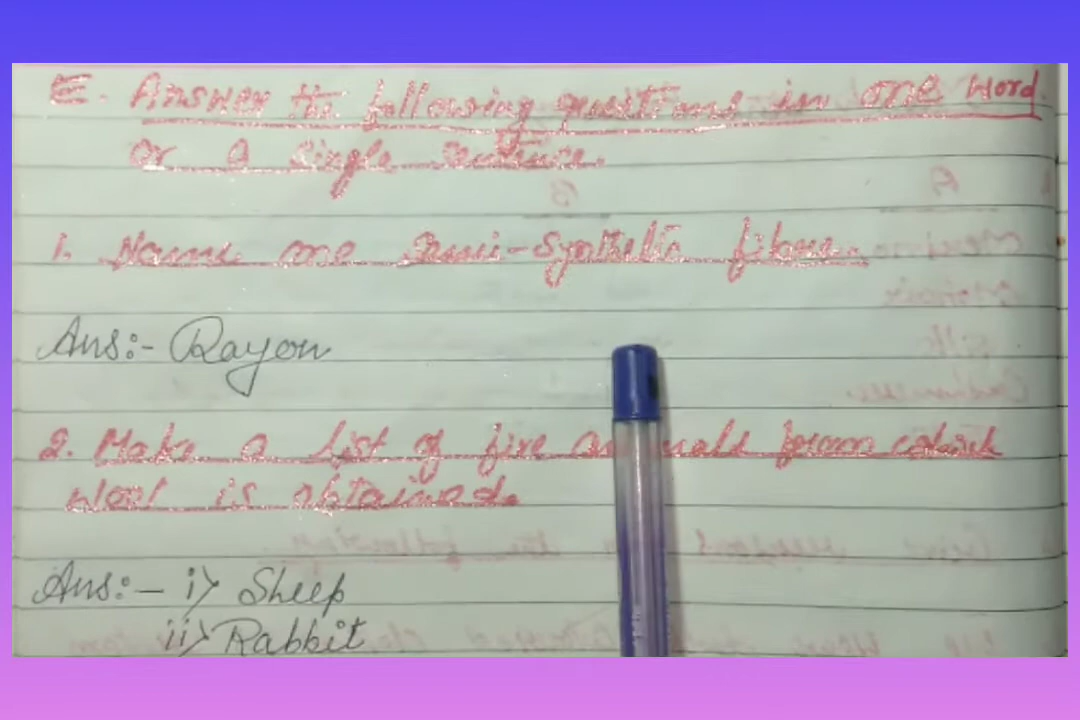 E. Answer the following questions in one word
or a single sentence.
1. Name one Semi-Synthetic fibre.
Ans:- Rayon
2. Make a list of five animals from which
wool is obtained.
Ans:- i> Sheep
ii> Rabbit